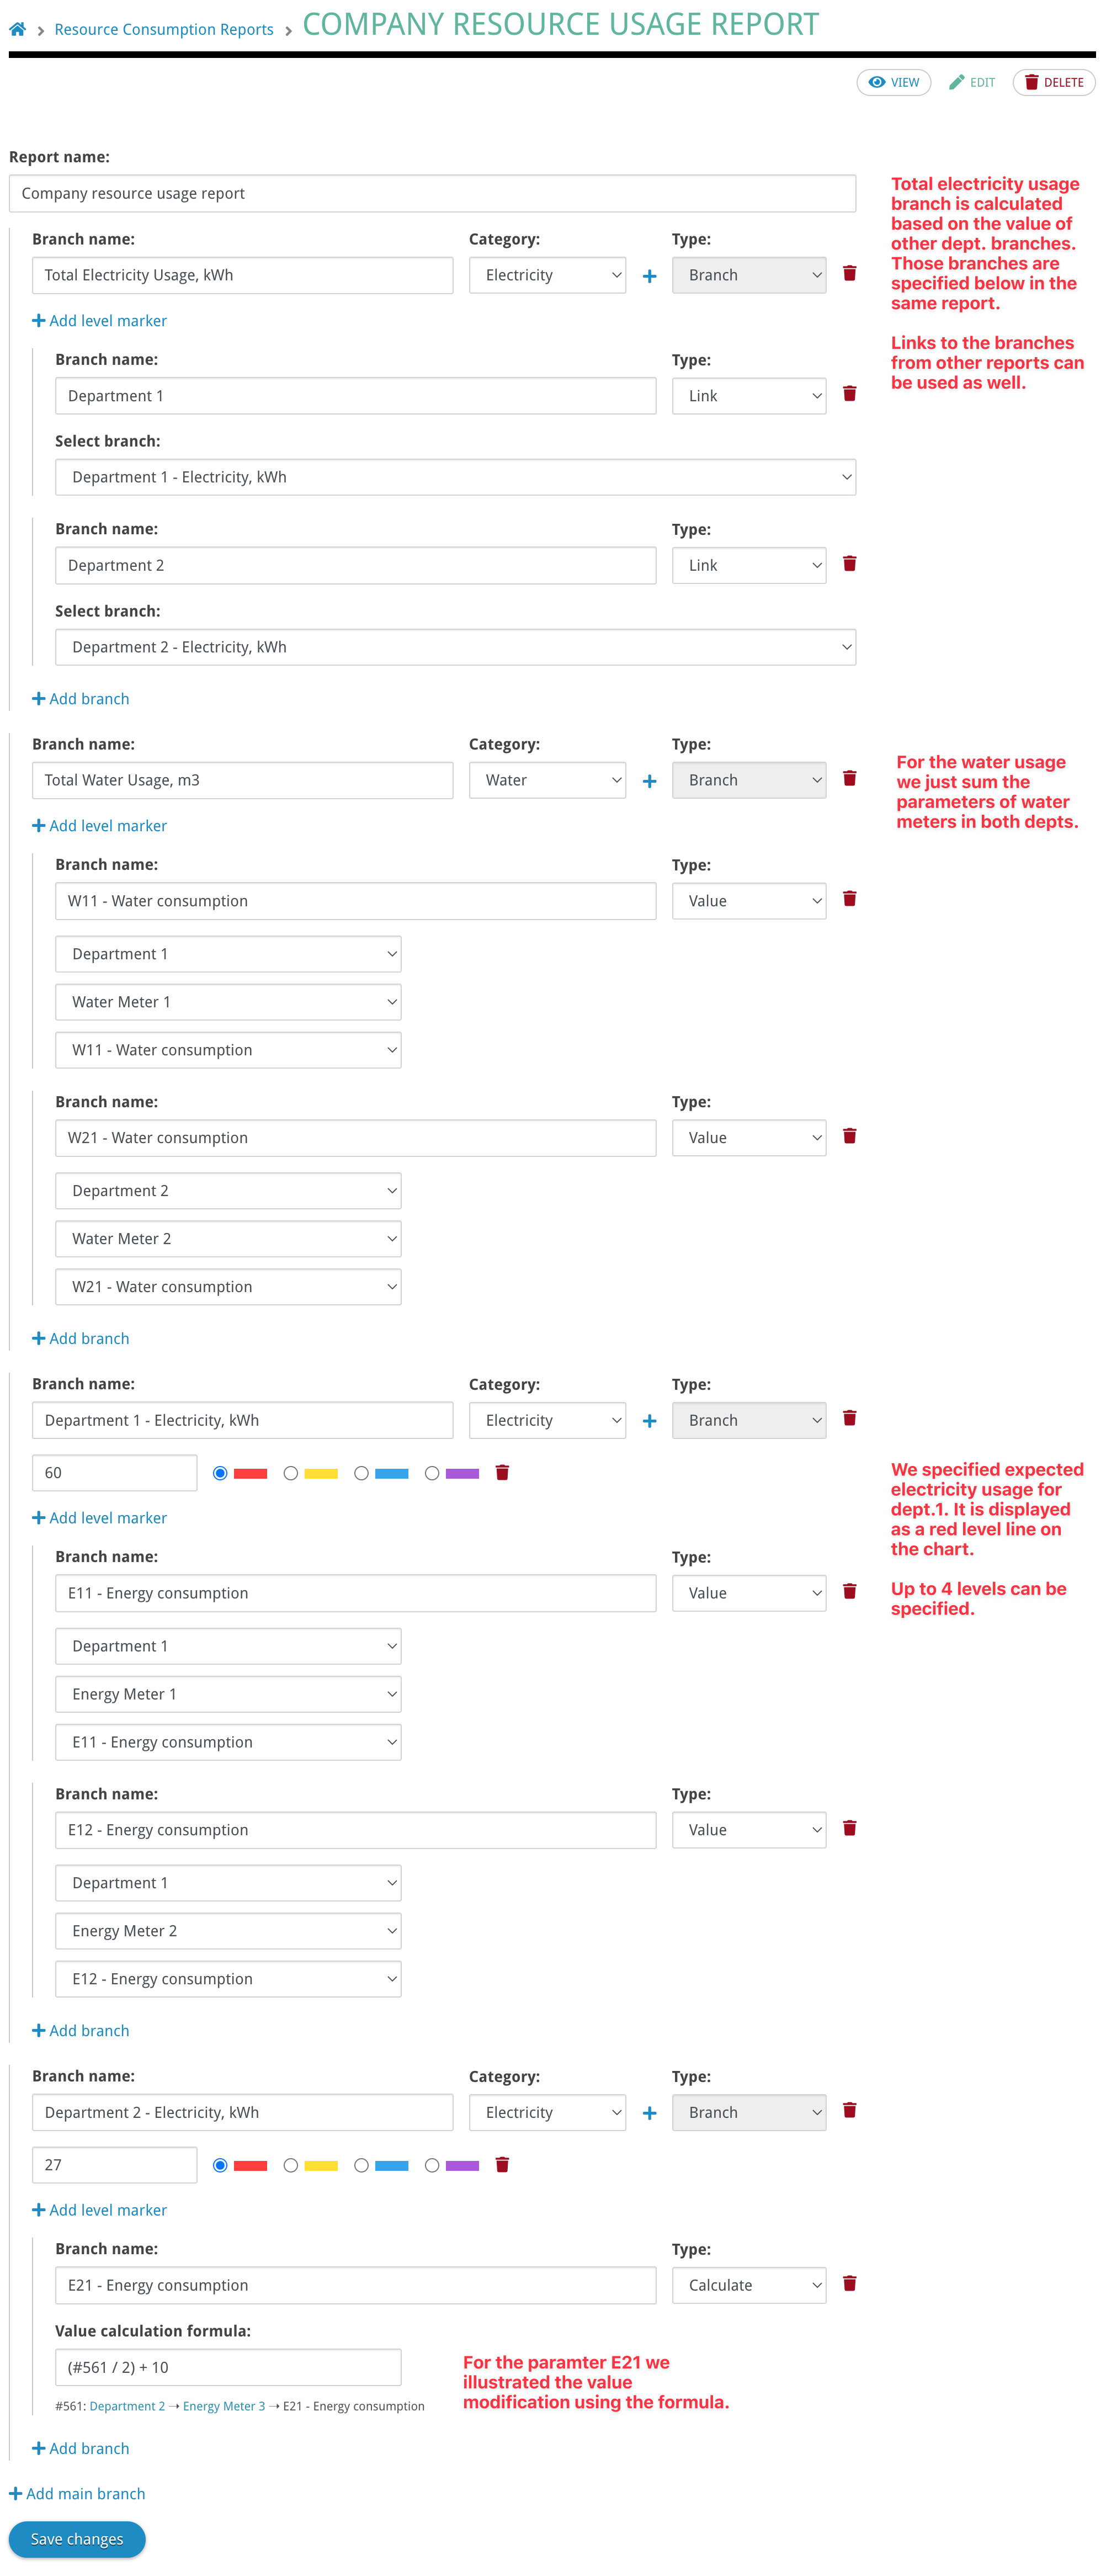 Resource Consumption Reports
COMPANY RESOURCE USAGE REPORT
VIEW
EDIT
DELETE
Report name:
Company resource usage report
Total electricity usage
branch is calculated
based on the value of
other dept. branches.
Those branches are
specified below in the
same report.
Links to the branches
from other reports can
be used as well.
Branch name:
Category:
Type:
Total Electricity Usage, kWh
Electricity
Branch
Add level marker
Branch name:
Type:
Department 1
Link
Select branch:
Department 1 - Electricity, kWh
Branch name:
Type:
Department 2
Link
Select branch:
Department 2 - Electricity, kWh
Add branch
Branch name:
Category:
Type:
Total Water Usage, m3
Water
Branch
For the water usage
we just sum the
parameters of water
meters in both depts.
Add level marker
Branch name:
Type:
W11 - Water consumption
Value
Department 1
Water Meter 1
W11 - Water consumption
Branch name:
Type:
W21 - Water consumption
Value
Department 2
Water Meter 2
W21 - Water consumption
Add branch
Branch name:
Category:
Type:
Department 1 - Electricity, kWh
Electricity
Branch
60
Add level marker
We specified expected
electricity usage for
dept.1. It is displayed
as a red level line on
the chart.
Up to 4 levels can be
specified.
Branch name:
Type:
E11 - Energy consumption
Value
Department 1
Energy Meter 1
E11 - Energy consumption
Branch name:
Type:
E12 - Energy consumption
Value
Department 1
Energy Meter 2
E12 - Energy consumption
Add branch
Branch name:
Category:
Type:
Department 2 - Electricity, kWh
Electricity
Branch
27
Add level marker
Branch name:
Type:
E21 - Energy consumption
Calculate
Value calculation formula:
(#561 / 2) + 10
#561: Department 2 → Energy Meter 3 → E21 - Energy consumption
For the paramter E21 we
illustrated the value
modification using the formula.
Add branch
Add main branch
Save changes